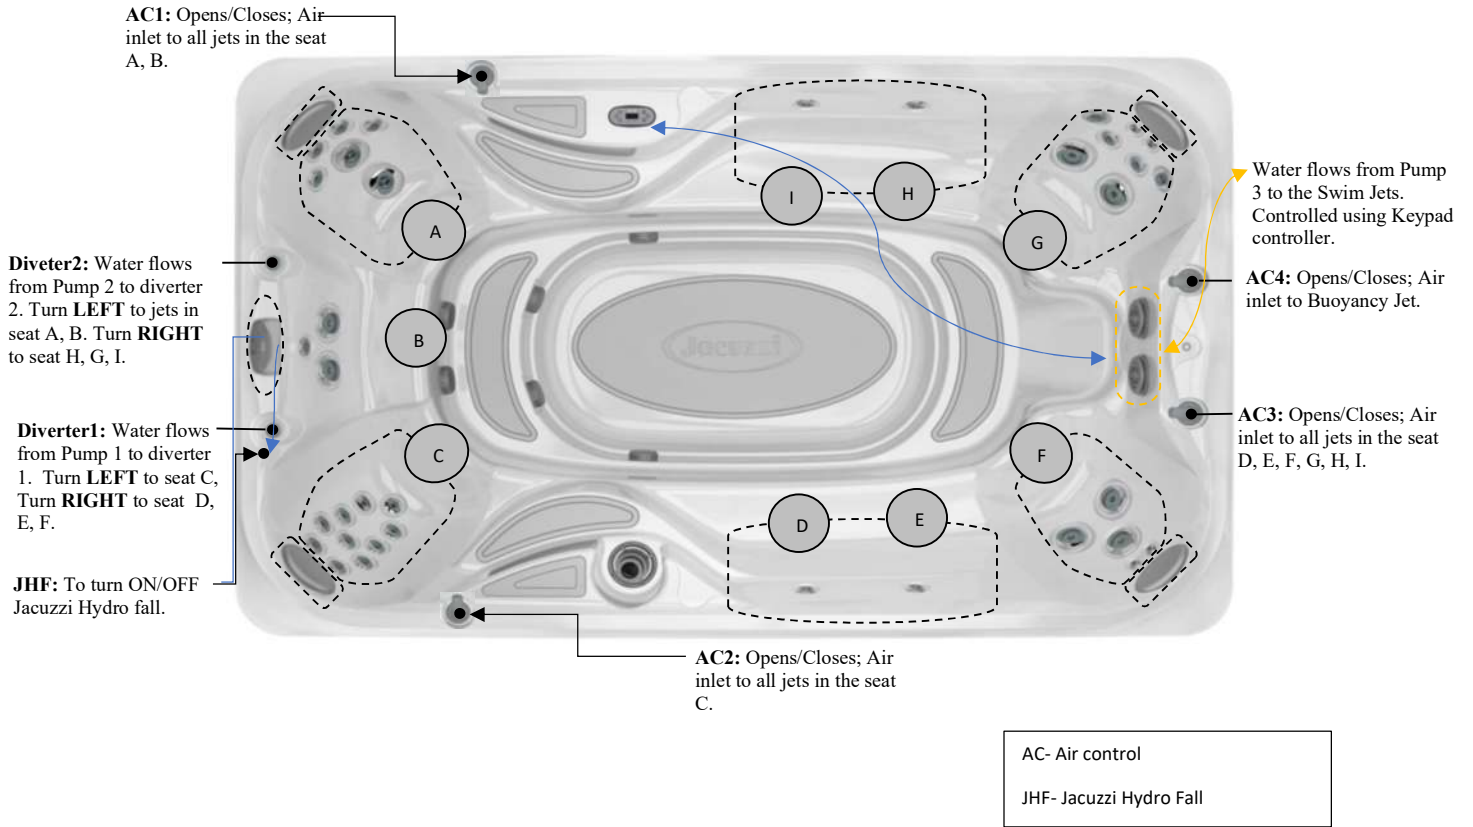 AC1: Opens/Closes; Air
inlet to all jets in the seat
A, B.
Diveter2: Water flows
from Pump 2 to diverter
2. Turn LEFT to jets in
seat A, B. Turn RIGHT
to seat H, G, I.
Diverter1: Water flows
from Pump 1 to diverter
1. Turn LEFT to seat C,
Turn RIGHT to seat D,
E, F.
JHF: To turn ON/OFF
Jacuzzi Hydro fall.
A
B
C
I
H
G
Jacuzzi
D
E
F
Water flows from Pump
3 to the Swim Jets.
Controlled using Keypad
controller.
AC4: Opens/Closes; Air
inlet to Buoyancy Jet.
AC3: Opens/Closes; Air
inlet to all jets in the seat
D, E, F, G, H, I.
AC2: Opens/Closes; Air
inlet to all jets in the seat
C.
AC- Air control
JHF- Jacuzzi Hydro Fall